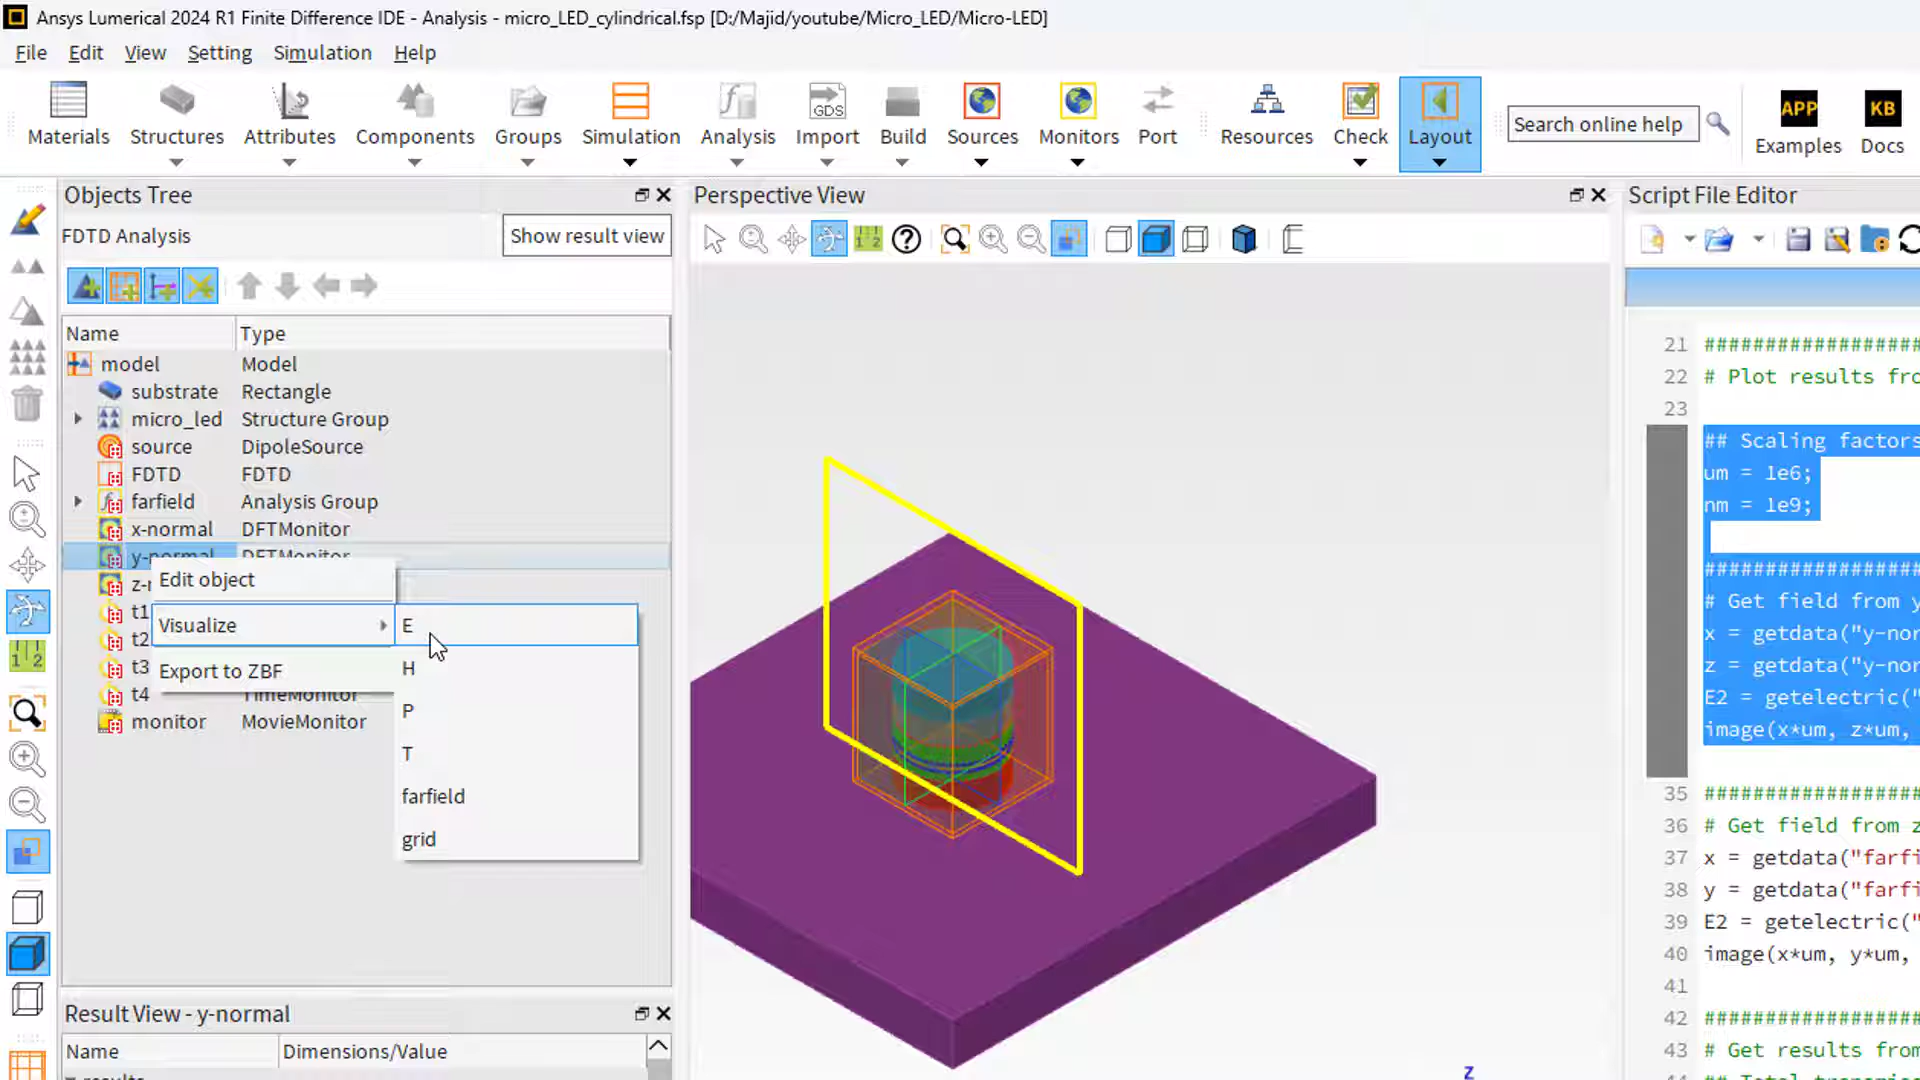 Ansys Lumerical 2024 R1 Finite Difference IDE - Analysis - micro_LED_cylindrical.fsp [D:/Majid/youtube/Micro_LED/Micro-LED]
File Edit View Setting Simulation Help
Materials Structures Attributes Components Groups Simulation Analysis Import Build Sources Monitors Port Resources Check Layout
GDS
Search online help
APP
Examples
KB
Docs
Objects Tree
FDTD Analysis
Show result view
Name Type
model Model
substrate Rectangle
micro_led Structure Group
source DipoleSource
FDTD FDTD
farfield Analysis Group
x-normal DFTMonitor
y-normal DFTMonitor
t1
t2
t3
t4 TimeMonitor
monitor MovieMonitor
Edit object
Visualize
Export to ZBF
E
H
P
T
farfield
grid
Result View - y-normal
Name Dimensions/Value
Perspective View
z
Script File Editor
21 ##################
22 # Plot results fro
23
## Scaling factors
um = 1e6;
nm = 1e9;
##################
# Get field from y
x = getdata("y-nor
z = getdata("y-nor
E2 = getelectric("
image(x*um, z*um,
35 ##################
36 # Get field from z
37 x = getdata("farfi
38 y = getdata("farfi
39 E2 = getelectric("
40 image(x*um, y*um,
41
42 ##################
43 # Get results from